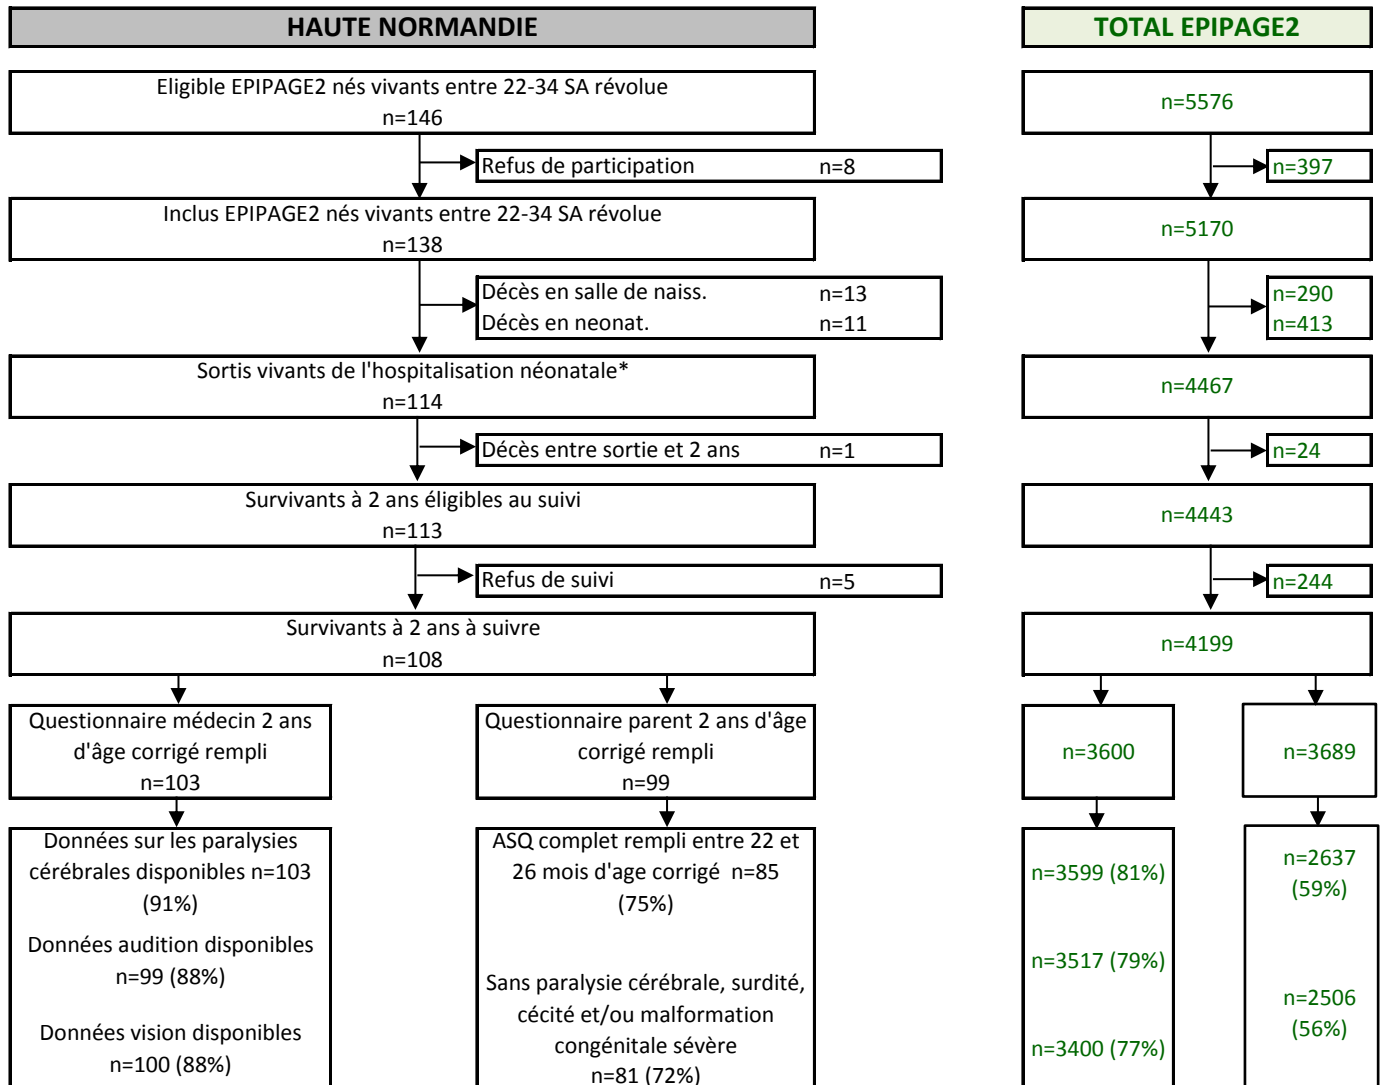 HAUTE NORMANDIE
TOTAL EPIPAGE2
Eligible EPIPAGE2 nés vivants entre 22-34 SA révolue
n=146
n=5576
Refus de participation n=8
n=397
Inclus EPIPAGE2 nés vivants entre 22-34 SA révolue
n=138
n=5170
Décès en salle de naiss. n=13
Décès en neonat. n=11
n=290
n=413
Sortis vivants de l'hospitalisation néonatale*
n=114
n=4467
Décès entre sortie et 2 ans n=1
n=24
Survivants à 2 ans éligibles au suivi
n=113
n=4443
Refus de suivi n=5
n=244
Survivants à 2 ans à suivre
n=108
n=4199
Questionnaire médecin 2 ans
d'âge corrigé rempli
n=103
Questionnaire parent 2 ans d'âge
corrigé rempli
n=99
n=3600
n=3689
Données sur les paralysies
cérébrales disponibles n=103
(91%)
Données audition disponibles
n=99 (88%)
Données vision disponibles
n=100 (88%)
ASQ complet rempli entre 22 et
26 mois d'age corrigé n=85
(75%)
Sans paralysie cérébrale, surdité,
cécité et/ou malformation
congénitale sévère
n=81 (72%)
n=3599 (81%)
n=3517 (79%)
n=3400 (77%)
n=2637
(59%)
n=2506
(56%)